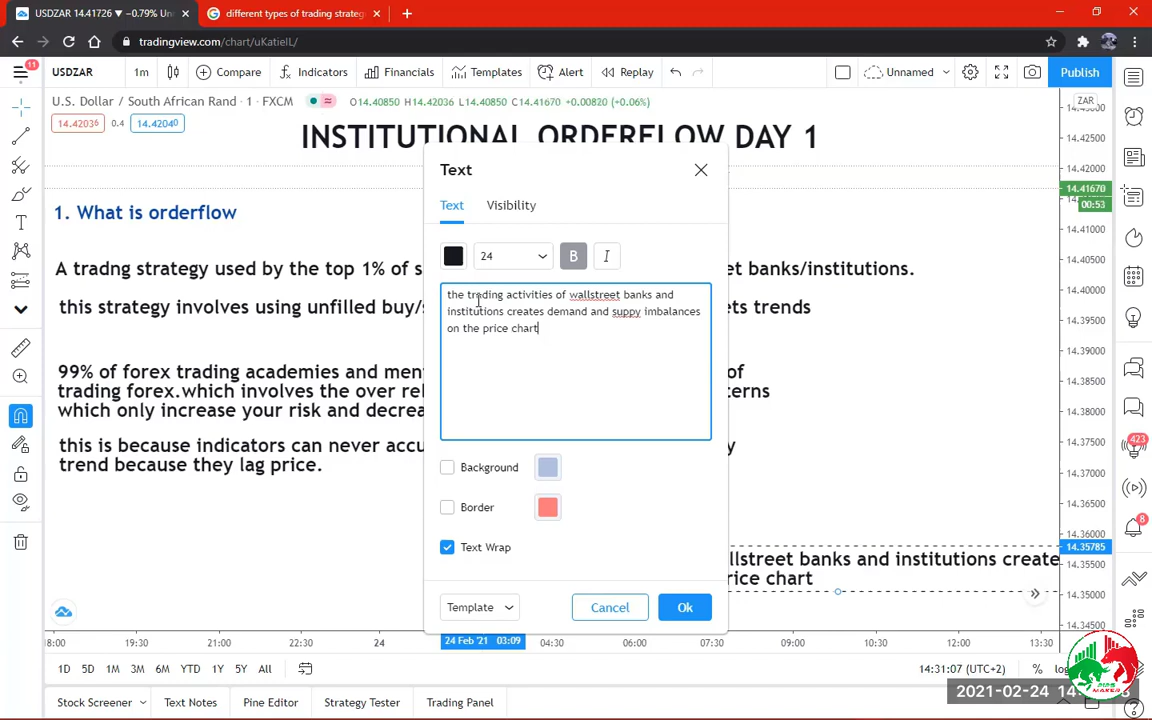 USDZAR 14.41726 ▼ −0.79% Un
different types of trading strateg
tradingview.com/chart/uKatieIL/
11
USDZAR
1m
Compare
Indicators
Financials
Templates
Alert
Replay
Unnamed
Publish
U.S. Dollar / South African Rand · 1 · FXCM
O14.40850 H14.42036 L14.40850 C14.41670 +0.00820 (+0.06%)
ZAR
14.42036
0.4
14.42040
INSTITUTIONAL ORDERFLOW DAY 1
1. What is orderflow
A tradng strategy used by the top 1% of s
et banks/institutions.
this strategy involves using unfilled buy/s
ets trends
99% of forex trading academies and men
of
trading forex.which involves the over rel
terns
which only increase your risk and decrea
this is because indicators can never accu
y
trend because they lag price.
llstreet banks and institutions create
rice chart
Text
Text
Visibility
24
B
I
the trading activities of wallstreet banks and
institutions creates demand and suppy imbalances
on the price chart
Background
Border
Text Wrap
Template
Cancel
Ok
14.42500
14.42000
14.41670
00:53
14.41000
14.40500
14.40000
14.39500
14.39000
14.38500
14.38000
14.37500
14.37000
14.36500
14.36000
14.35785
14.35500
14.35000
14.34500
423
8
18:00
19:30
21:00
22:30
24
24 Feb '21 03:09
04:30
06:00
07:30
09:00
10:30
12:00
13:30
1D
5D
1M
3M
6M
YTD
1Y
5Y
All
14:31:07 (UTC+2)
%
Stock Screener
Text Notes
Pine Editor
Strategy Tester
Trading Panel
2021-02-24
PIPS
MAKER